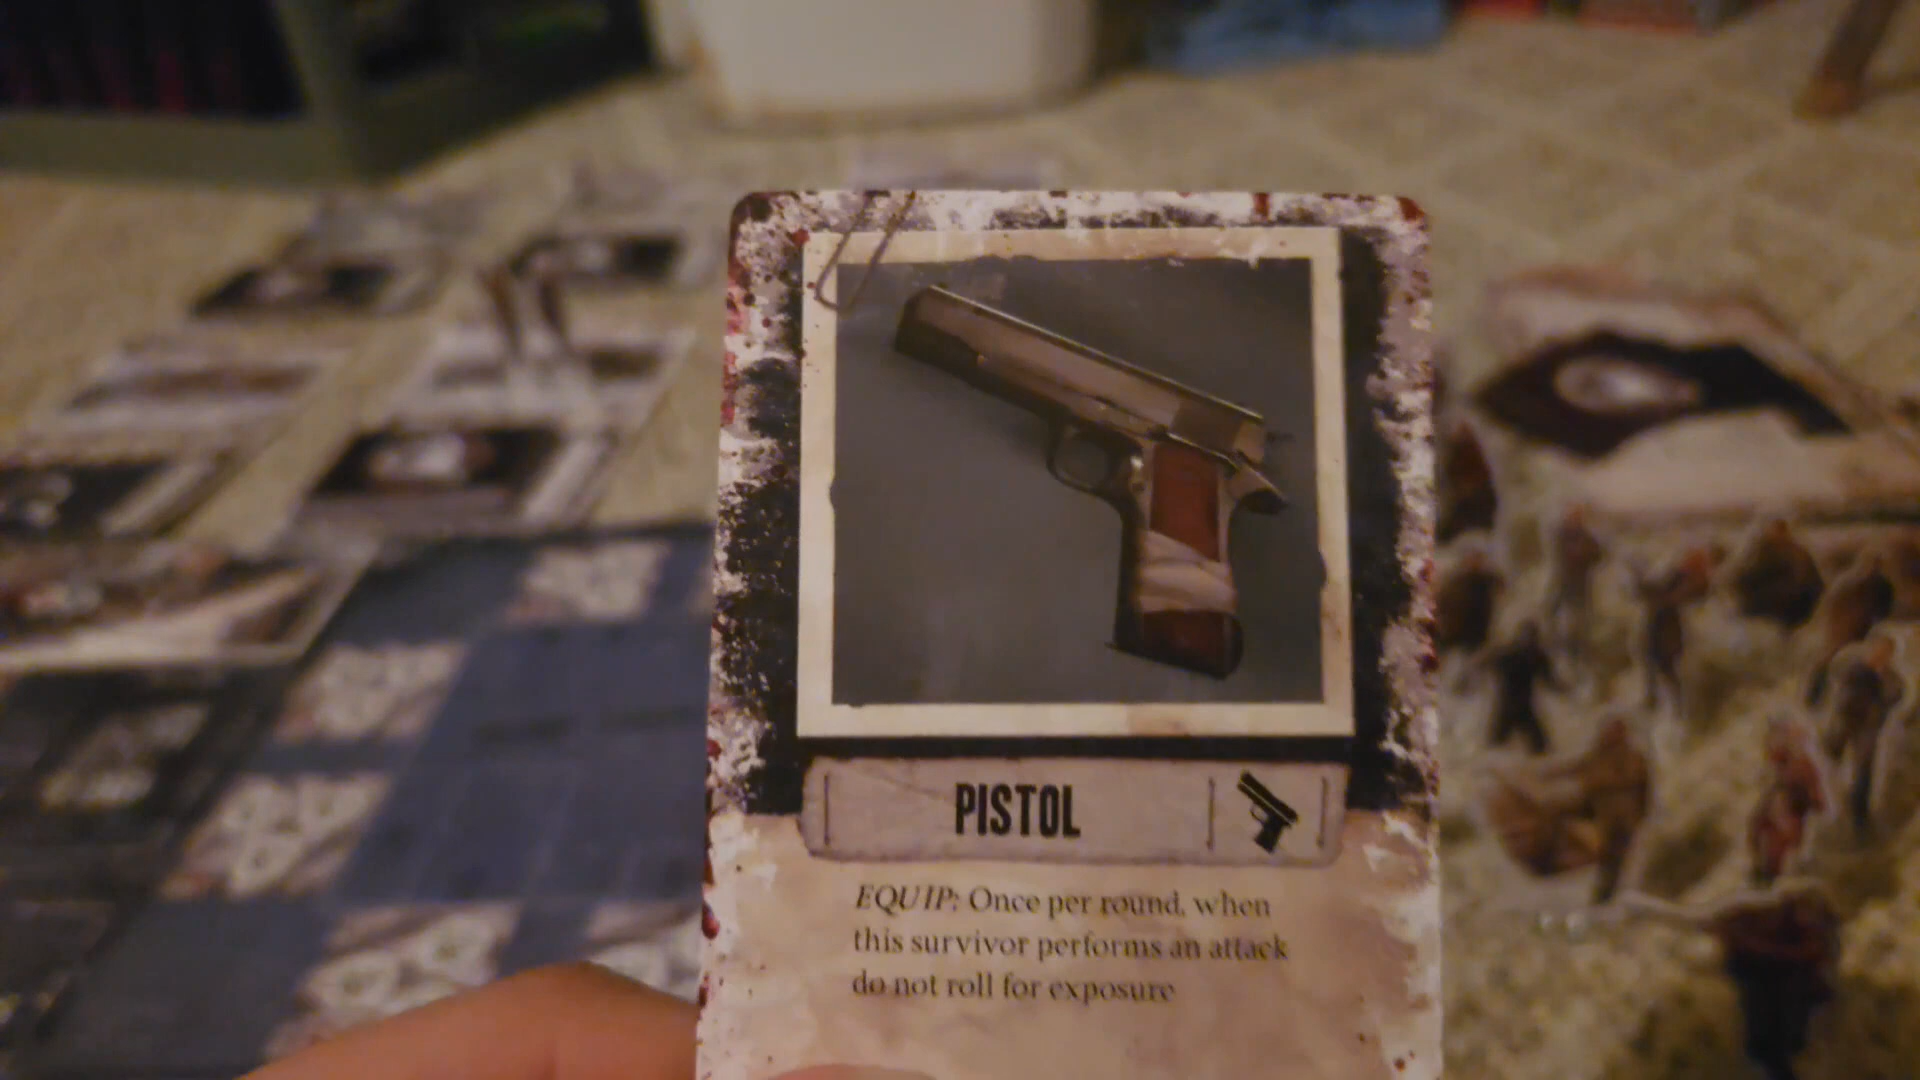 PISTOL
EQUIP: Once per round, when
this survivor performs an attack
do not roll for exposure